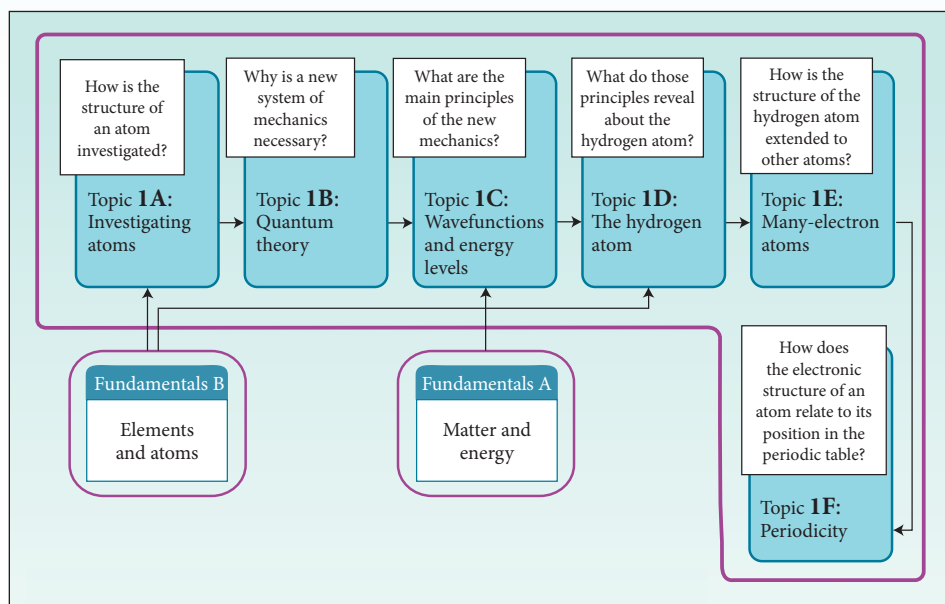 How is the
structure of
an atom
investigated?
Topic 1A:
Investigating
atoms
Why is a new
system of
mechanics
necessary?
Topic 1B:
Quantum
theory
What are the
main principles
of the new
mechanics?
Topic 1C:
Wavefunctions
and energy
levels
What do those
principles reveal
about the
hydrogen atom?
Topic 1D:
The hydrogen
atom
How is the
structure of the
hydrogen atom
extended to
other atoms?
Topic 1E:
Many-electron
atoms
Fundamentals B
Elements
and atoms
Fundamentals A
Matter and
energy
How does
the electronic
structure of an
atom relate to its
position in the
periodic table?
Topic 1F:
Periodicity